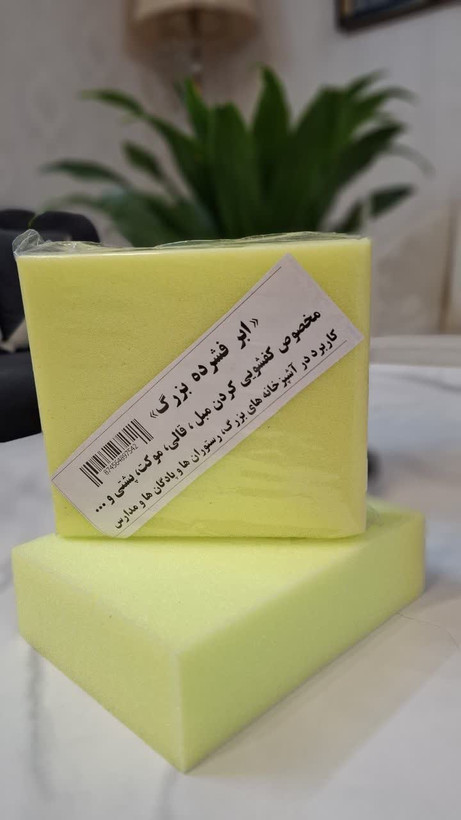 «ابر فشرده بزرگ»
مخصوص کفشویی کردن مبل ، قالی، موکت، پشتی و ...
کاربرد در آشپزخانه های بزرگ، رستوران ها و پادگان ها و مدارس